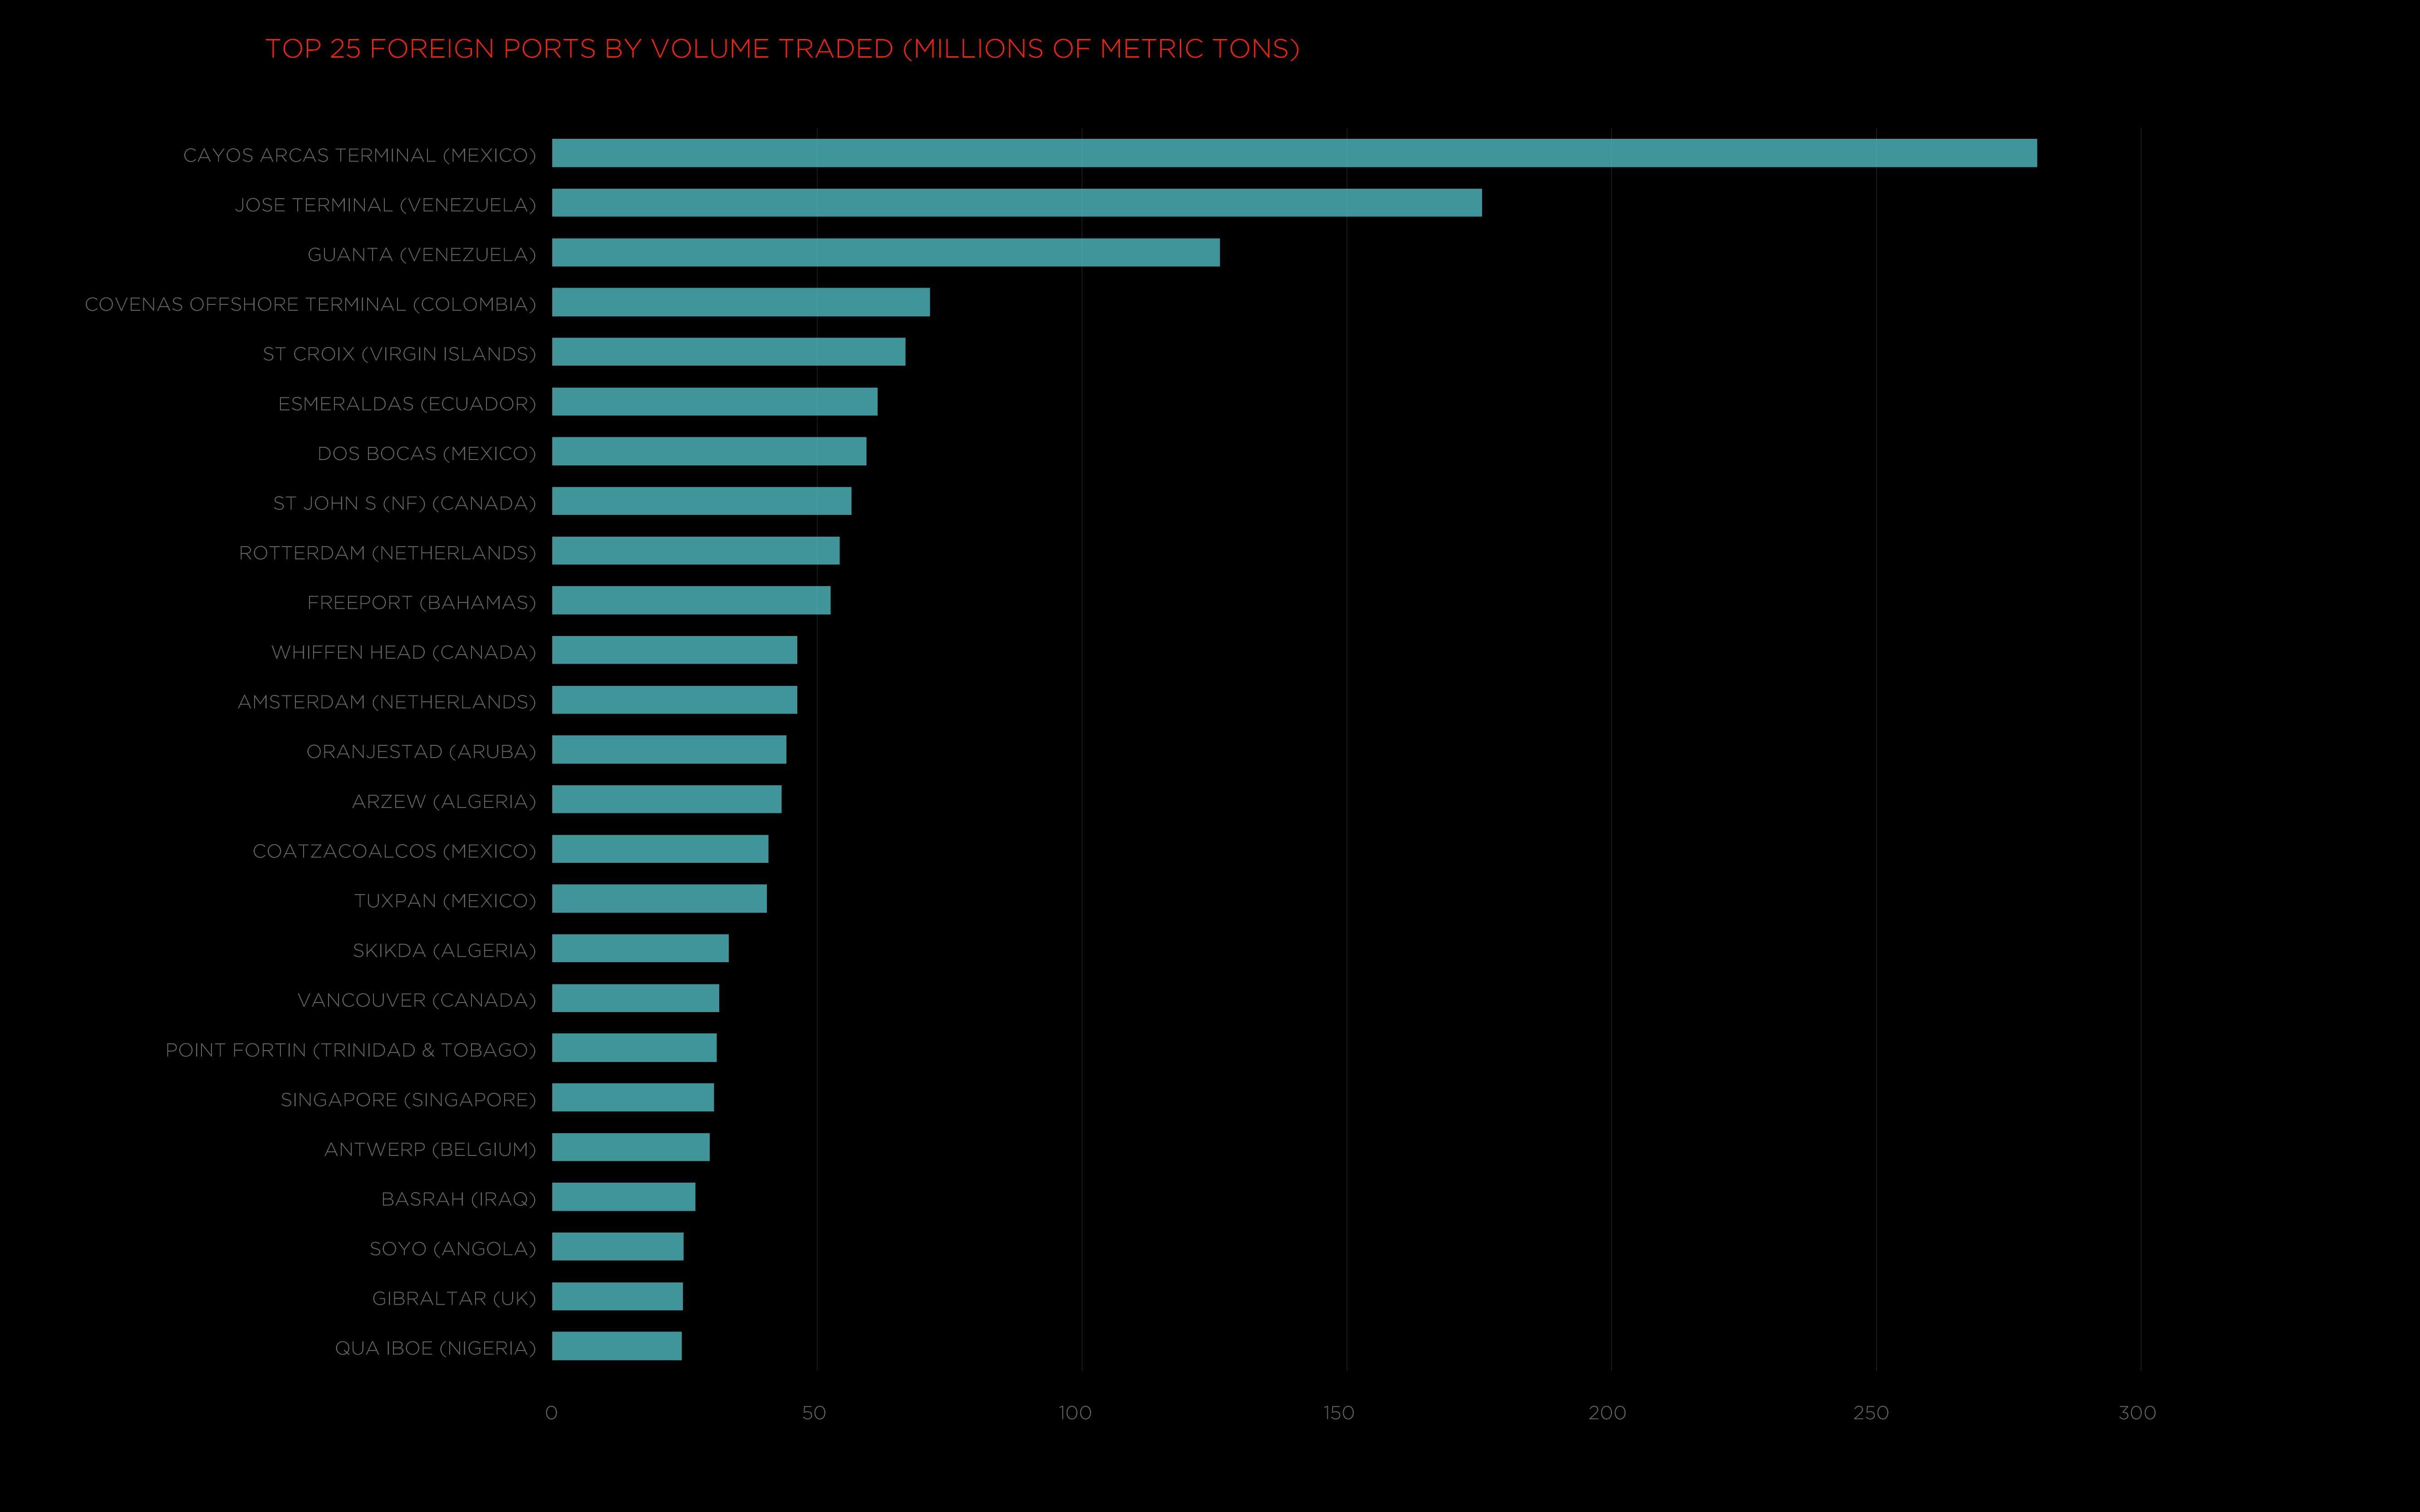 TOP 25 FOREIGN PORTS BY VOLUME TRADED (MILLIONS OF METRIC TONS)
CAYOS ARCAS TERMINAL (MEXICO)
JOSE TERMINAL (VENEZUELA)
GUANTA (VENEZUELA)
COVENAS OFFSHORE TERMINAL (COLOMBIA)
ST CROIX (VIRGIN ISLANDS)
ESMERALDAS (ECUADOR)
DOS BOCAS (MEXICO)
ST JOHN S (NF) (CANADA)
ROTTERDAM (NETHERLANDS)
FREEPORT (BAHAMAS)
WHIFFEN HEAD (CANADA)
AMSTERDAM (NETHERLANDS)
ORANJESTAD (ARUBA)
ARZEW (ALGERIA)
COATZACOALCOS (MEXICO)
TUXPAN (MEXICO)
SKIKDA (ALGERIA)
VANCOUVER (CANADA)
POINT FORTIN (TRINIDAD & TOBAGO)
SINGAPORE (SINGAPORE)
ANTWERP (BELGIUM)
BASRAH (IRAQ)
SOYO (ANGOLA)
GIBRALTAR (UK)
QUA IBOE (NIGERIA)
0 50 100 150 200 250 300